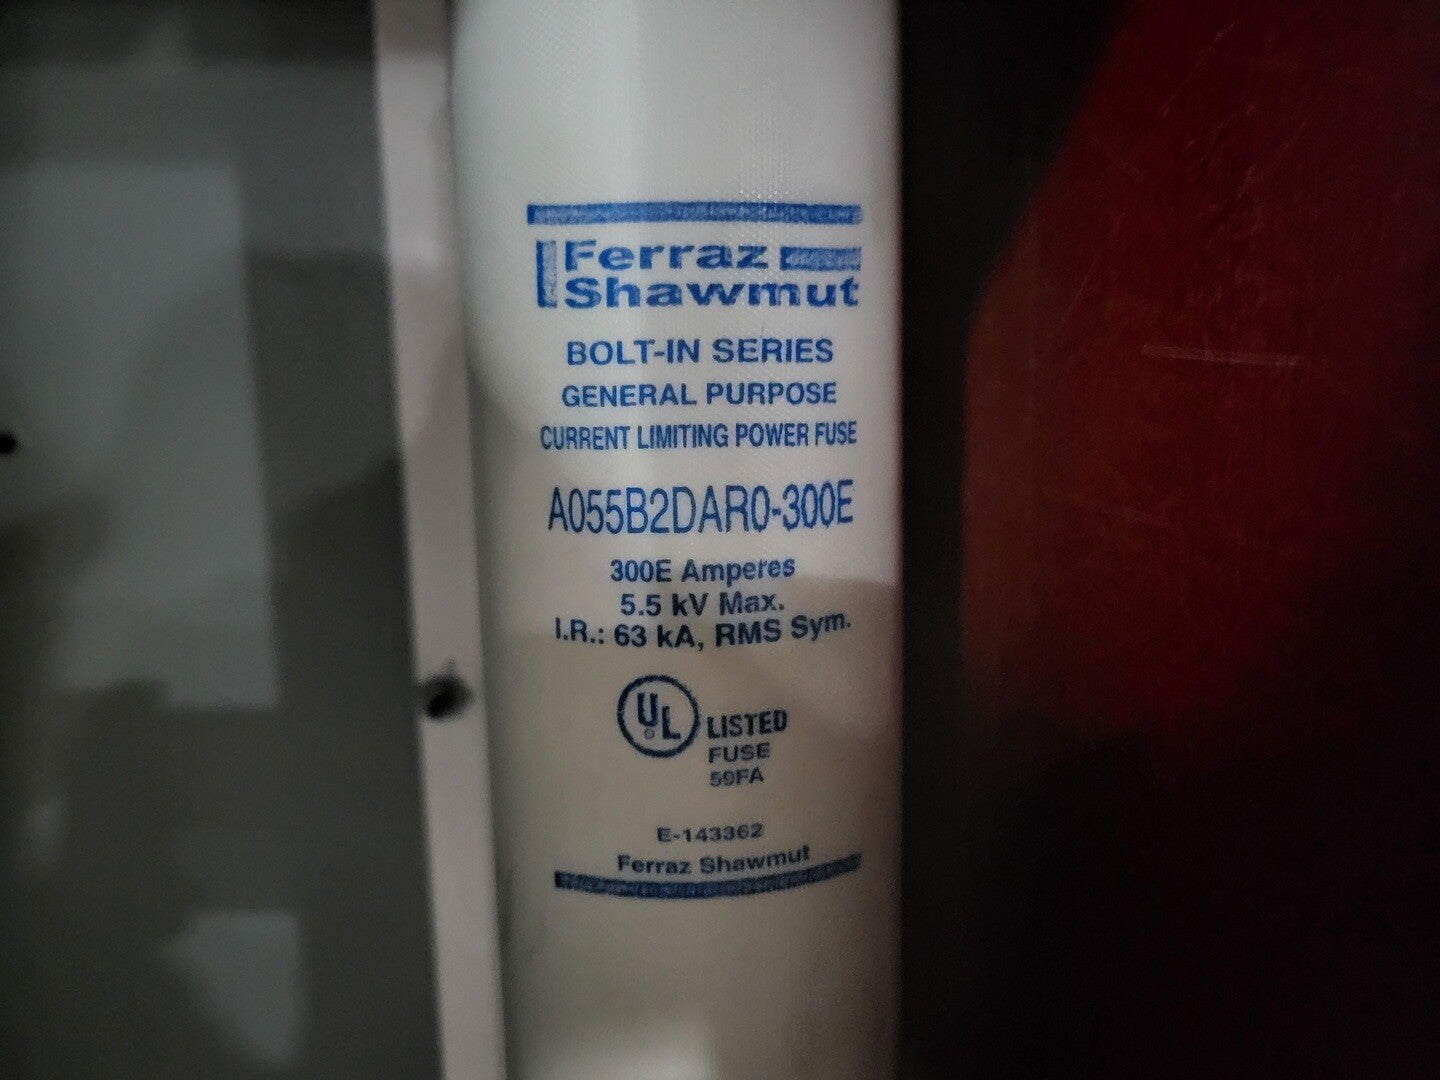 Ferraz
Shawmut
BOLT-IN SERIES
GENERAL PURPOSE
CURRENT LIMITING POWER FUSE
A055B2DAR0-300E
300E Amperes
5.5 kV Max.
I.R.: 63 kA, RMS Sym.
UL LISTED
FUSE
59FA
E-143362
Ferraz Shawmut